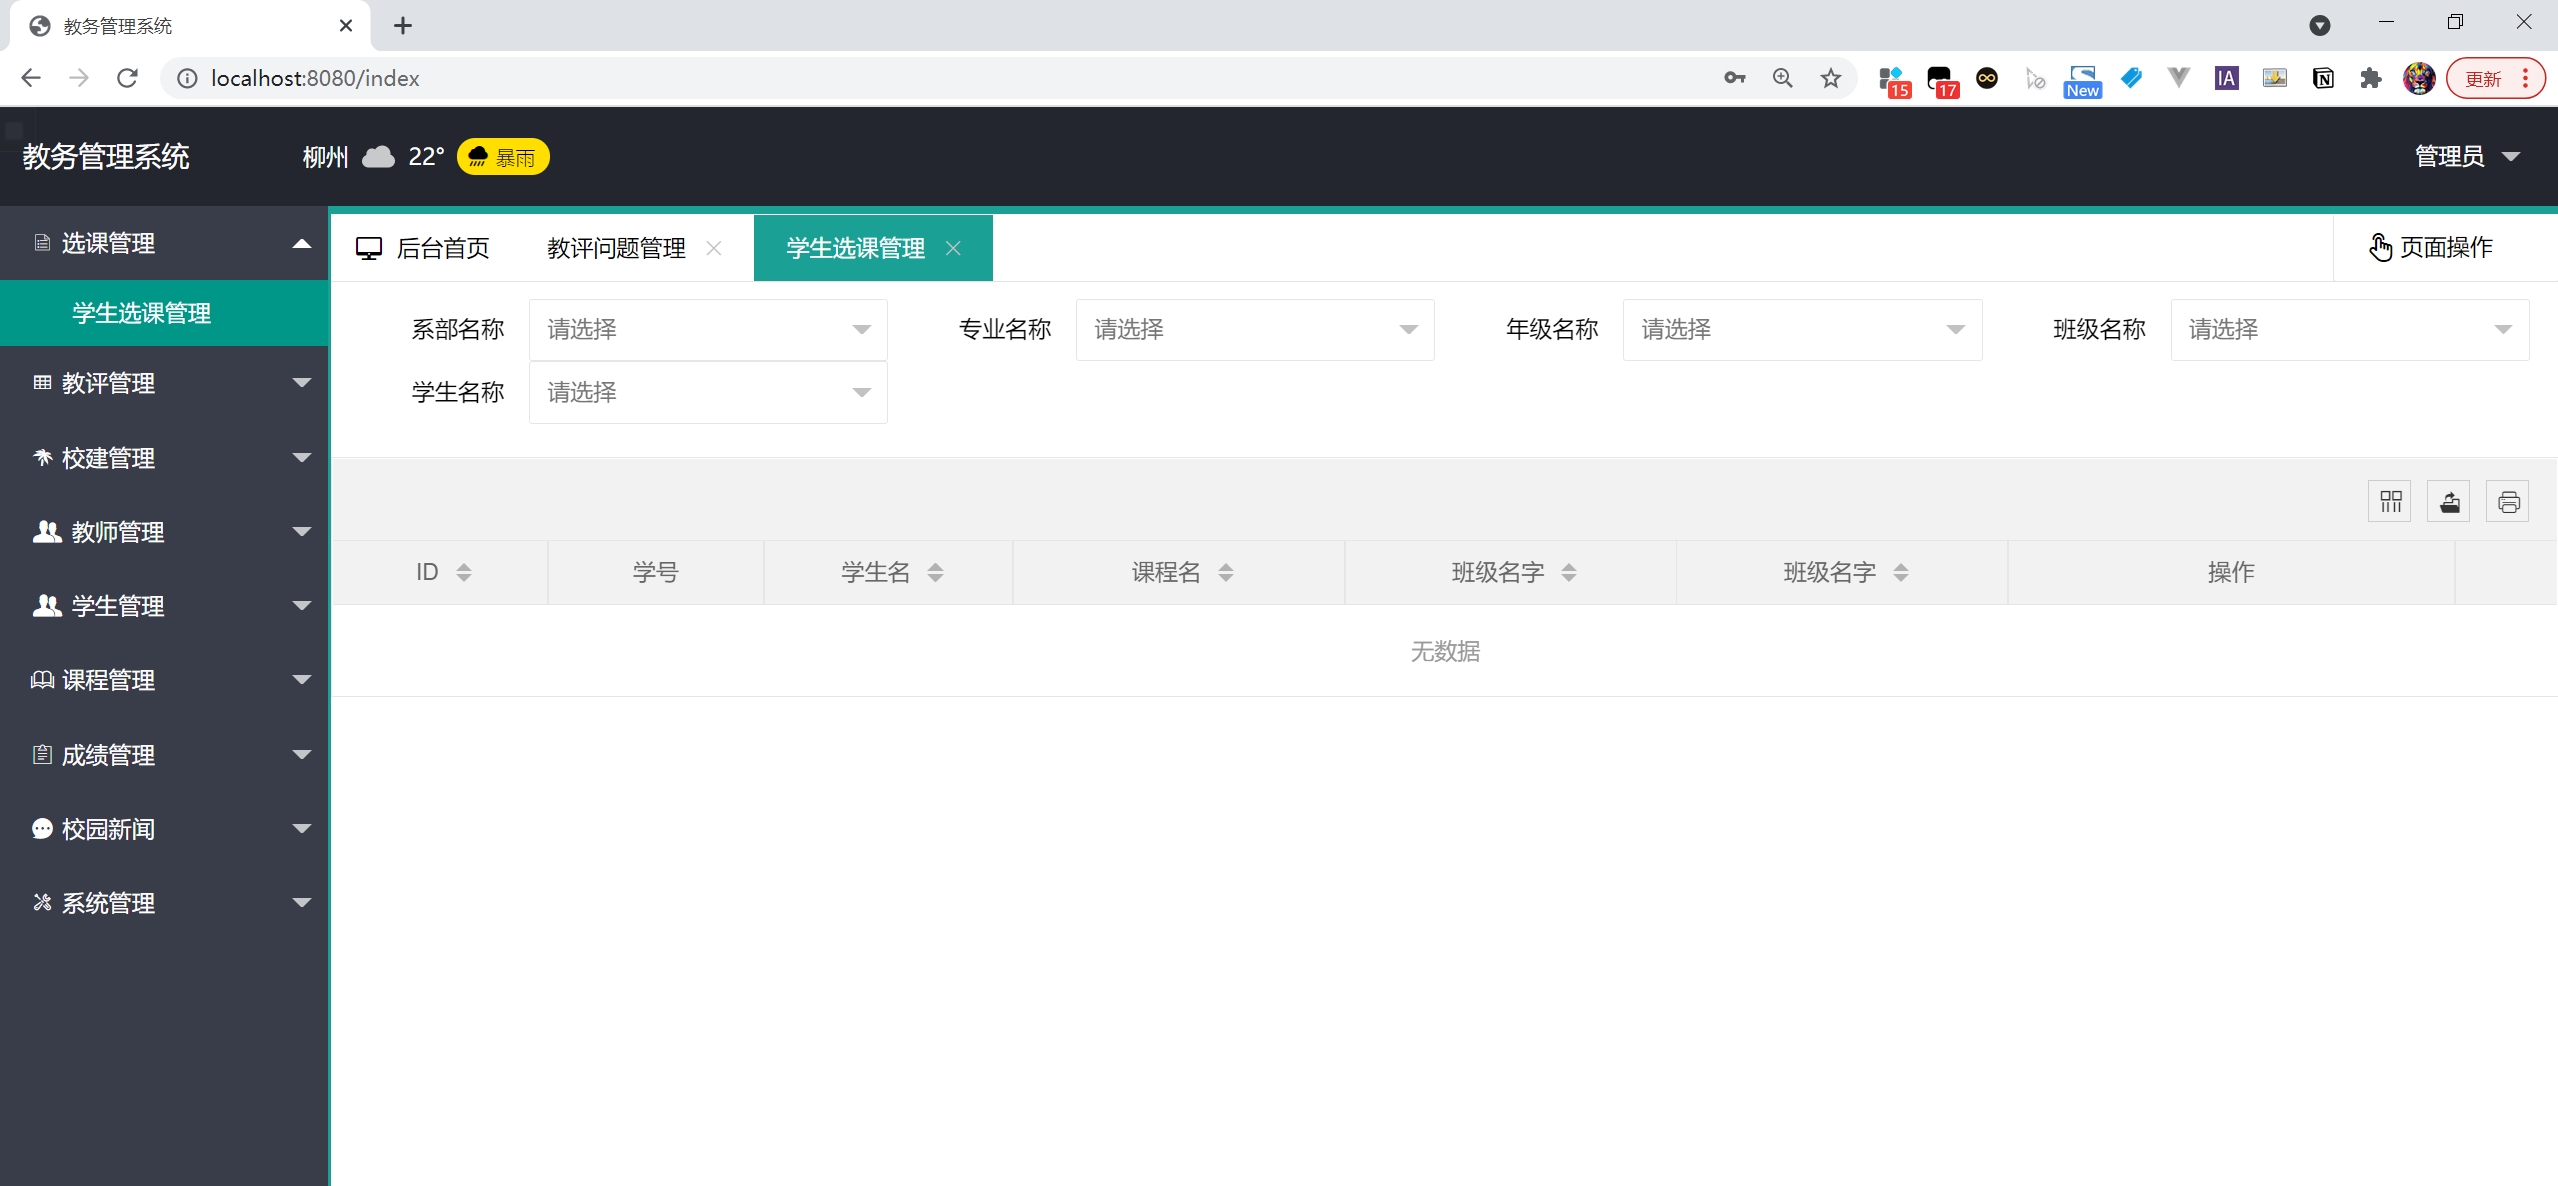 教务管理系统
localhost:8080/index
15
17
New
IA
更新
教务管理系统
柳州 22° 暴雨
管理员
选课管理
学生选课管理
教评管理
校建管理
教师管理
学生管理
课程管理
成绩管理
校园新闻
系统管理
后台首页 教评问题管理 学生选课管理 页面操作
系部名称 请选择 专业名称 请选择 年级名称 请选择 班级名称 请选择
学生名称 请选择
ID 学号 学生名 课程名 班级名字 班级名字 操作
无数据